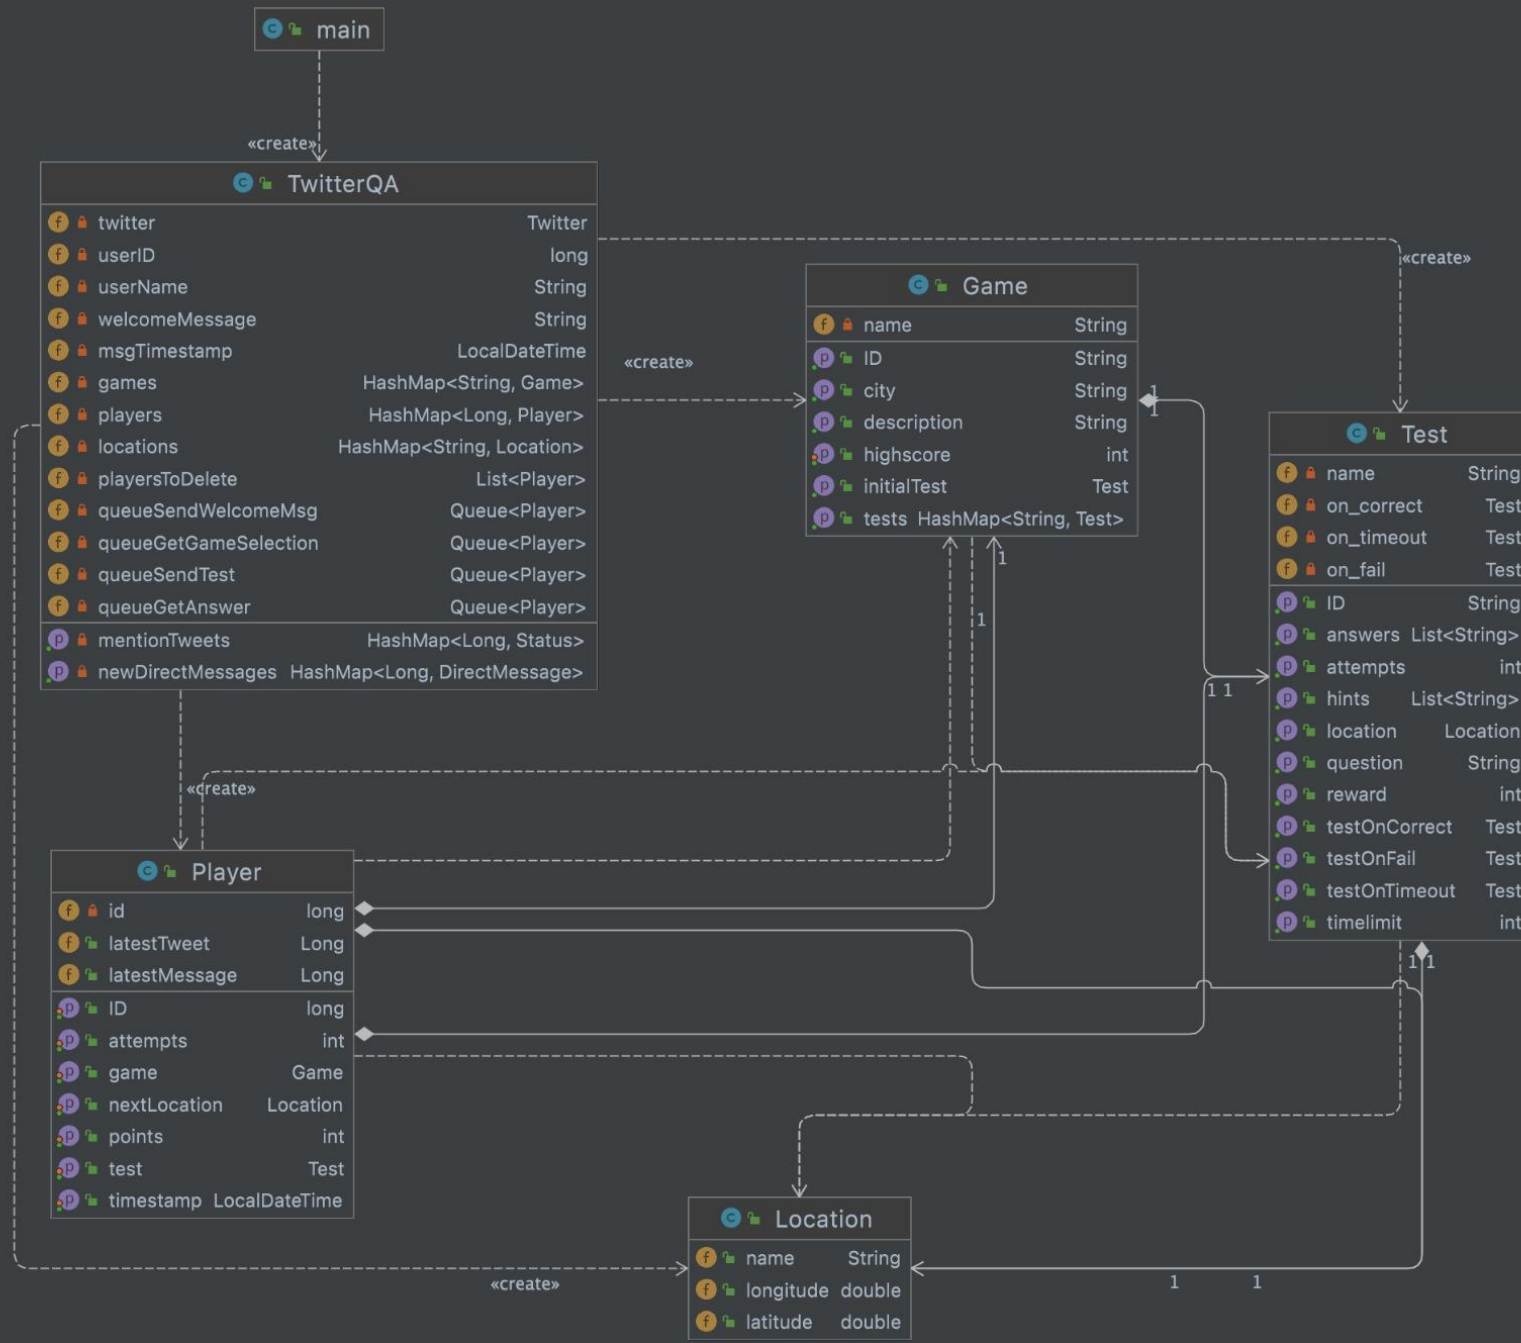 main
«create»
TwitterQA
twitter Twitter
userID long
userName String
welcomeMessage String
msgTimestamp LocalDateTime
games HashMap<String, Game>
players HashMap<Long, Player>
locations HashMap<String, Location>
playersToDelete List<Player>
queueSendWelcomeMsg Queue<Player>
queueGetGameSelection Queue<Player>
queueSendTest Queue<Player>
queueGetAnswer Queue<Player>
mentionTweets HashMap<Long, Status>
newDirectMessages HashMap<Long, DirectMessage>
«create»
«create»
Game
name String
ID String
city String
description String
highscore int
initialTest Test
tests HashMap<String, Test>
1
1
1
1
Test
name String
on_correct Test
on_timeout Test
on_fail Test
ID String
answers List<String>
attempts int
hints List<String>
location Location
question String
reward int
testOnCorrect Test
testOnFail Test
testOnTimeout Test
timelimit int
1 1
1 1
«create»
Player
id long
latestTweet Long
latestMessage Long
ID long
attempts int
game Game
nextLocation Location
points int
test Test
timestamp LocalDateTime
«create»
Location
name String
longitude double
latitude double
1 1